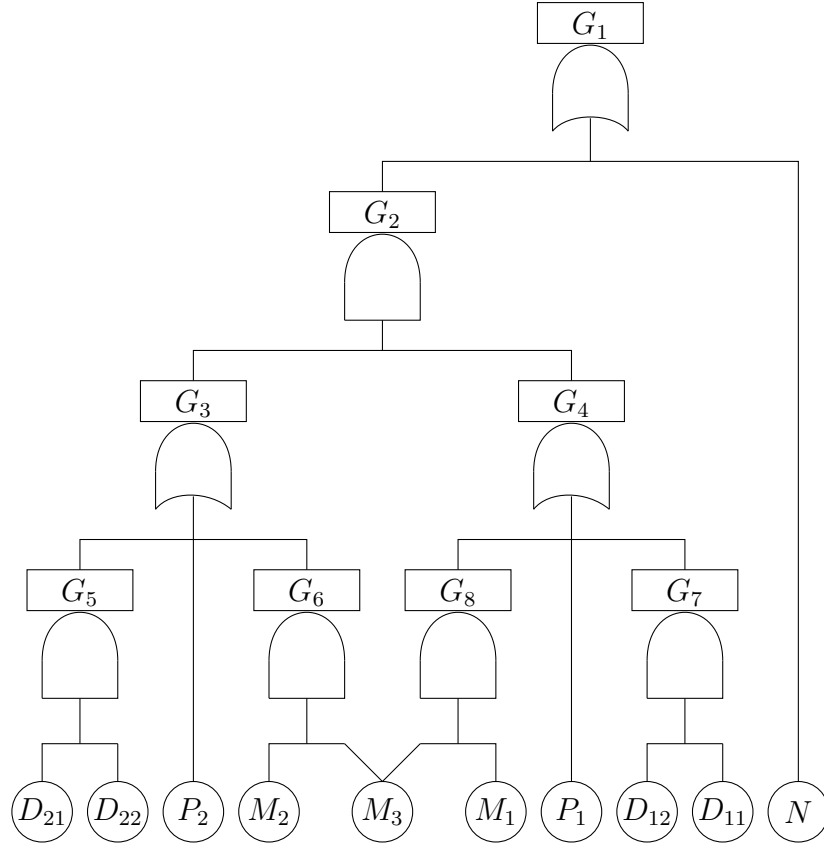 G₁
G₂
G₃ G₄
G₅ G₆ G₈ G₇
D₂₁ D₂₂ P₂ M₂ M₃ M₁ P₁ D₁₂ D₁₁ N